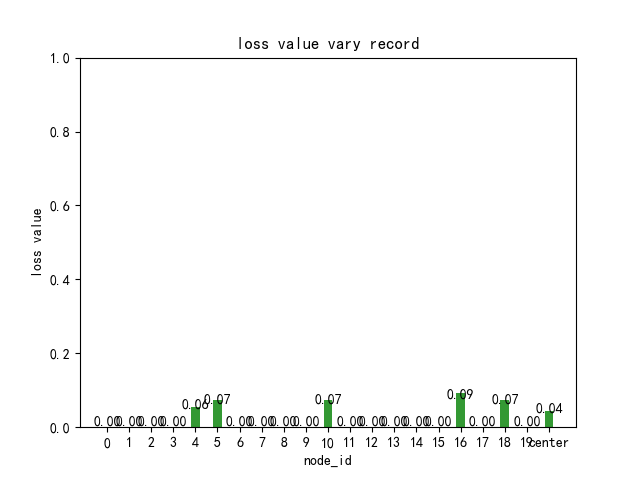 loss value vary record
1.0
0.8
0.6
0.4
0.2
0.0
loss value
0.00 0.00 0.00 0.00 0.06 0.07 0.00 0.00 0.00 0.00 0.07 0.00 0.00 0.00 0.00 0.00 0.09 0.00 0.07 0.00 0.04
0 1 2 3 4 5 6 7 8 9 10 11 12 13 14 15 16 17 18 19 center
node_id